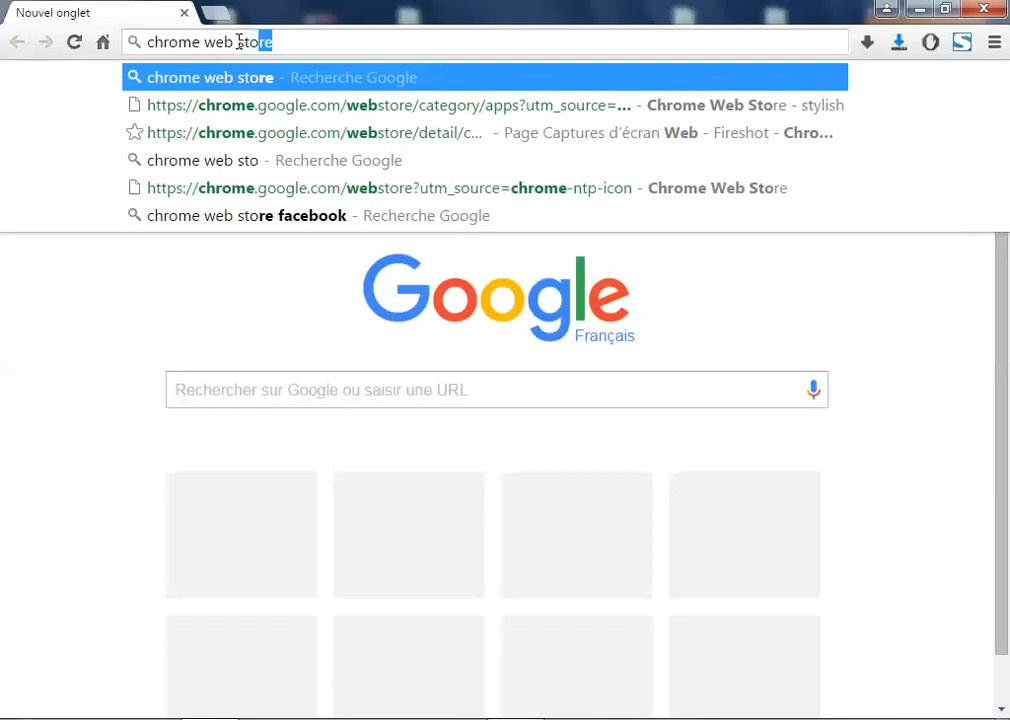 Nouvel onglet
chrome web store
chrome web store - Recherche Google
https://chrome.google.com/webstore/category/apps?utm_source=... - Chrome Web Store - stylish
https://chrome.google.com/webstore/detail/c... - Page Captures d'écran Web - Fireshot - Chro...
chrome web sto - Recherche Google
https://chrome.google.com/webstore?utm_source=chrome-ntp-icon - Chrome Web Store
chrome web store facebook - Recherche Google
Google
Français
Rechercher sur Google ou saisir une URL